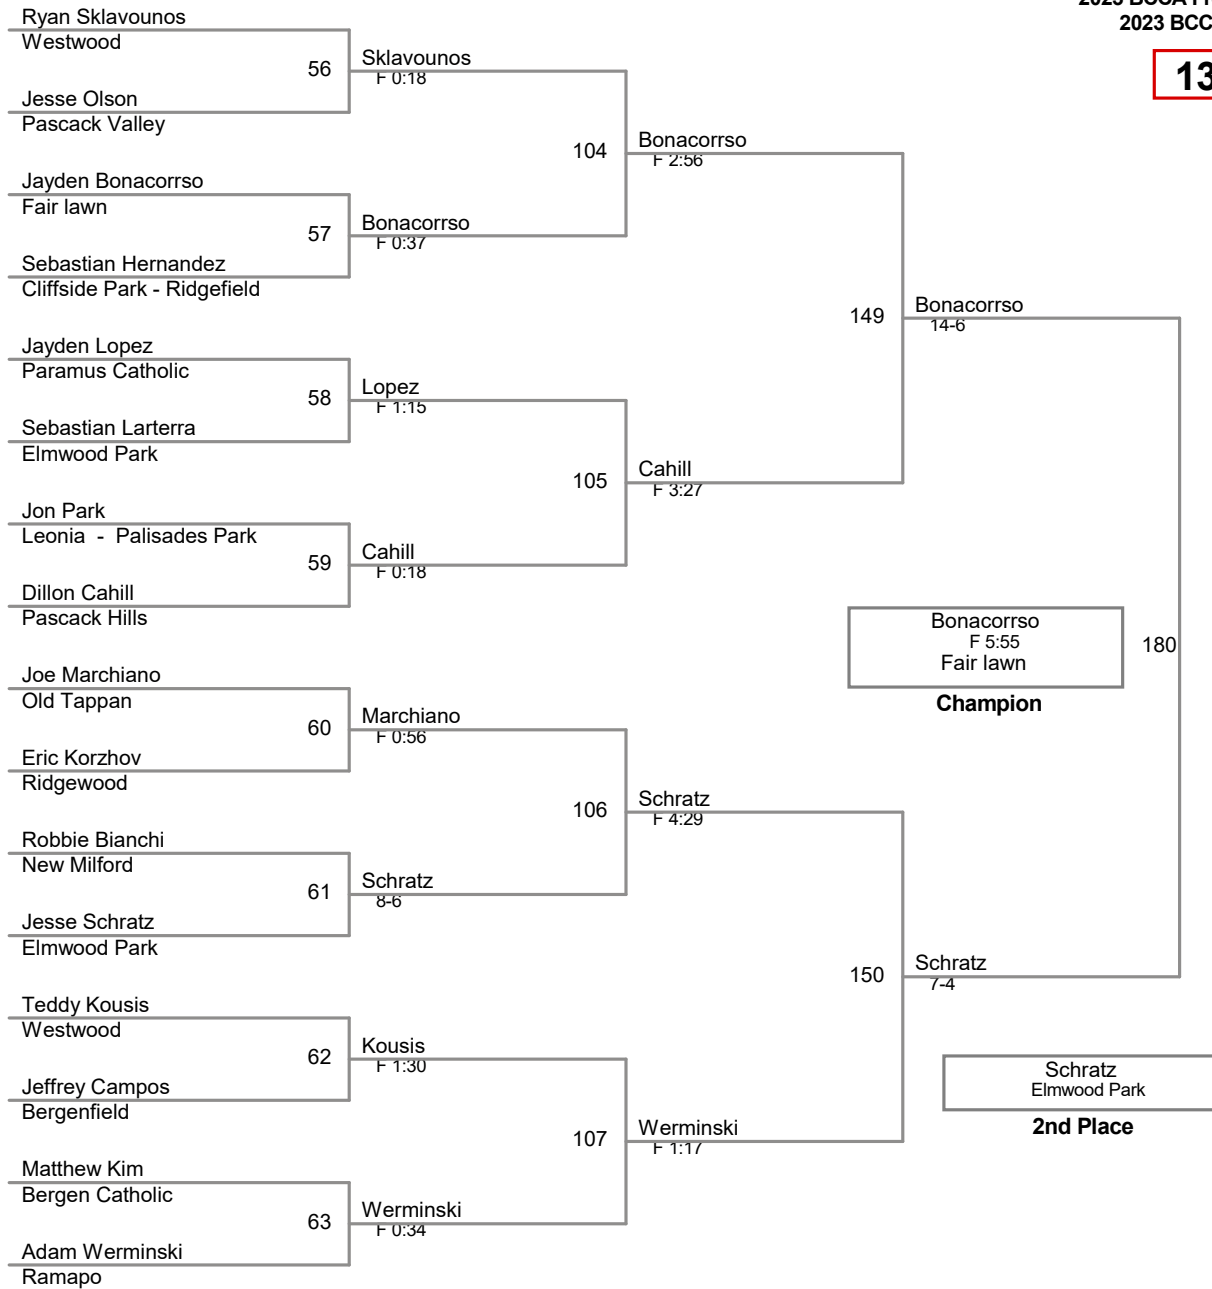 2023 BCC
13
Ryan Sklavounos
Westwood
56
Sklavounos
F 0:18
Jesse Olson
Pascack Valley
104
Bonacorrso
F 2:56
Jayden Bonacorrso
Fair lawn
57
Bonacorrso
F 0:37
Sebastian Hernandez
Cliffside Park - Ridgefield
149
Bonacorrso
14-6
Jayden Lopez
Paramus Catholic
58
Lopez
F 1:15
Sebastian Larterra
Elmwood Park
105
Cahill
F 3:27
Jon Park
Leonia - Palisades Park
59
Cahill
F 0:18
Dillon Cahill
Pascack Hills
Bonacorrso
F 5:55
Fair lawn
Champion
180
Joe Marchiano
Old Tappan
60
Marchiano
F 0:56
Eric Korzhov
Ridgewood
106
Schratz
F 4:29
Robbie Bianchi
New Milford
61
Schratz
8-6
Jesse Schratz
Elmwood Park
150
Schratz
7-4
Teddy Kousis
Westwood
62
Kousis
F 1:30
Jeffrey Campos
Bergenfield
Schratz
Elmwood Park
2nd Place
107
Werminski
F 1:17
Matthew Kim
Bergen Catholic
63
Werminski
F 0:34
Adam Werminski
Ramapo